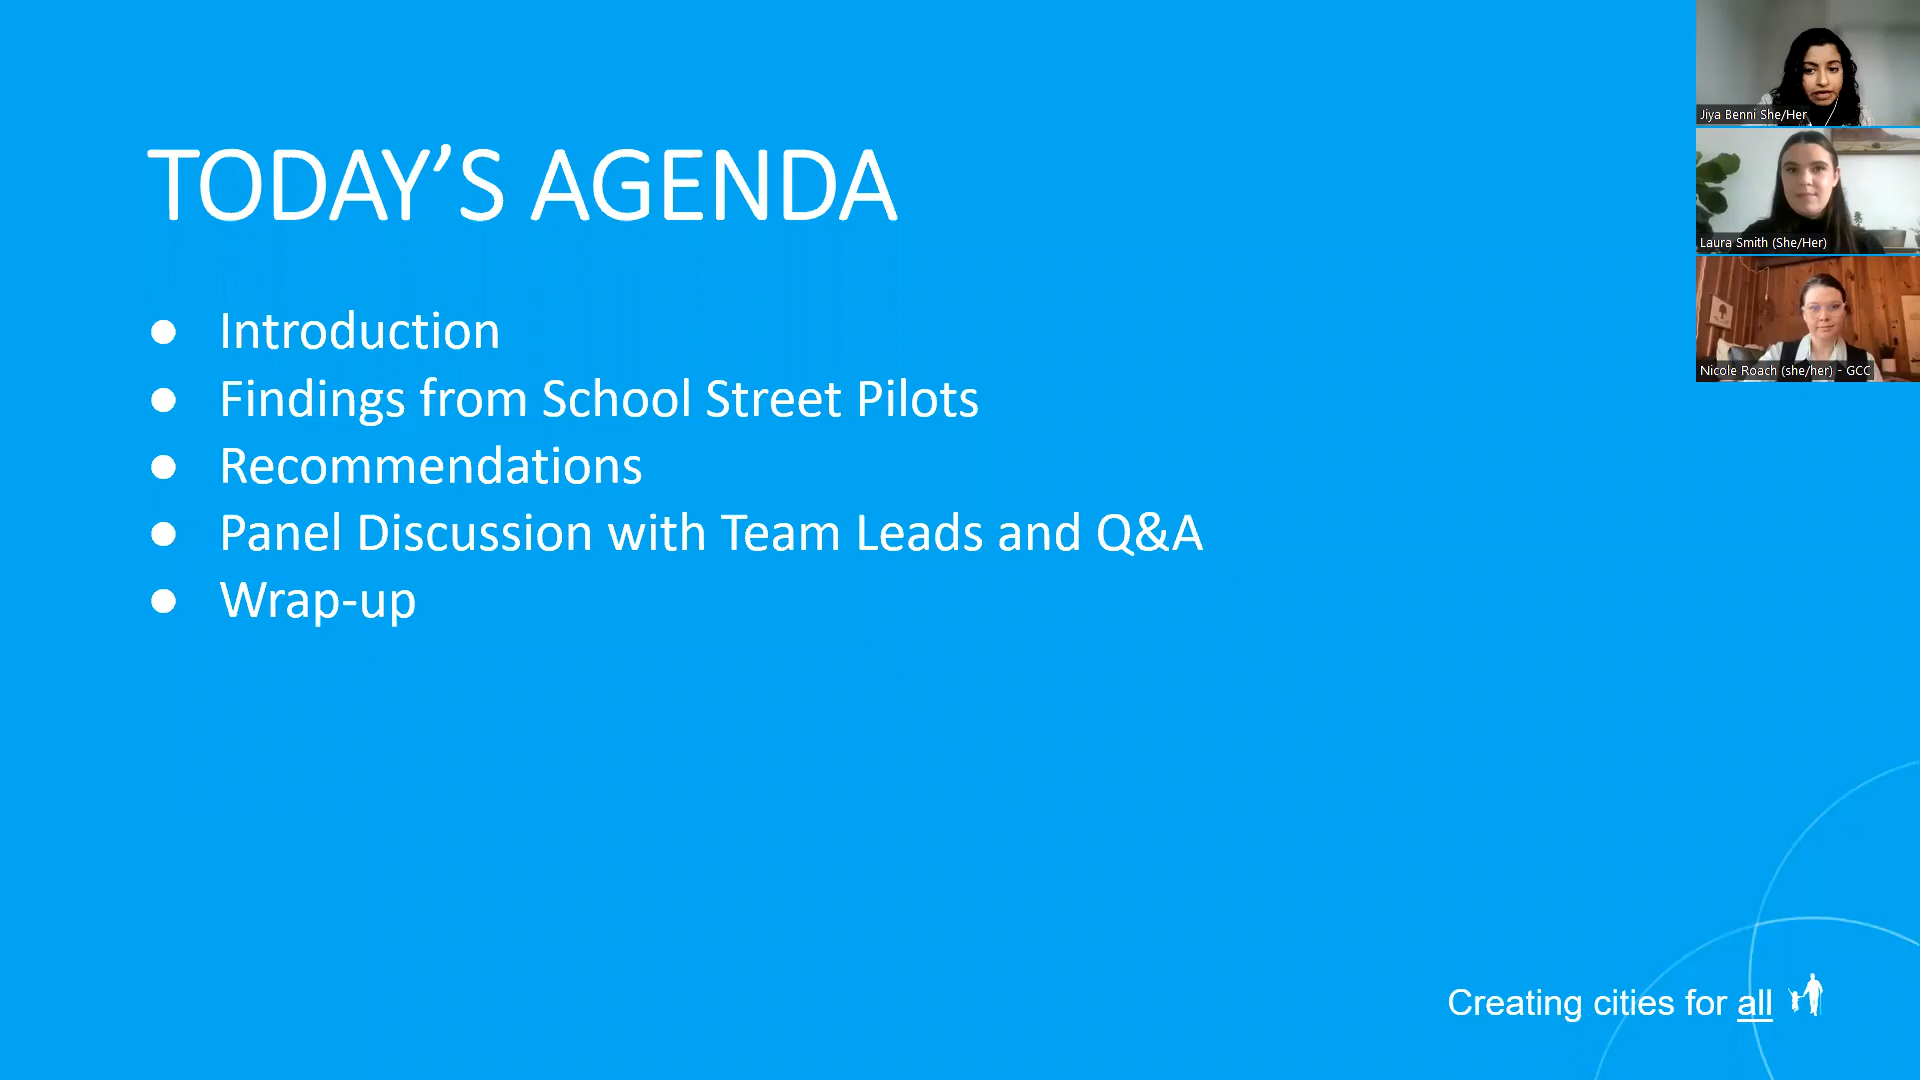 TODAY’S AGENDA
● Introduction
● Findings from School Street Pilots
● Recommendations
● Panel Discussion with Team Leads and Q&A
● Wrap-up
Creating cities for all
Jiya Benni She/Her
Laura Smith (She/Her)
Nicole Roach (she/her) - GCC